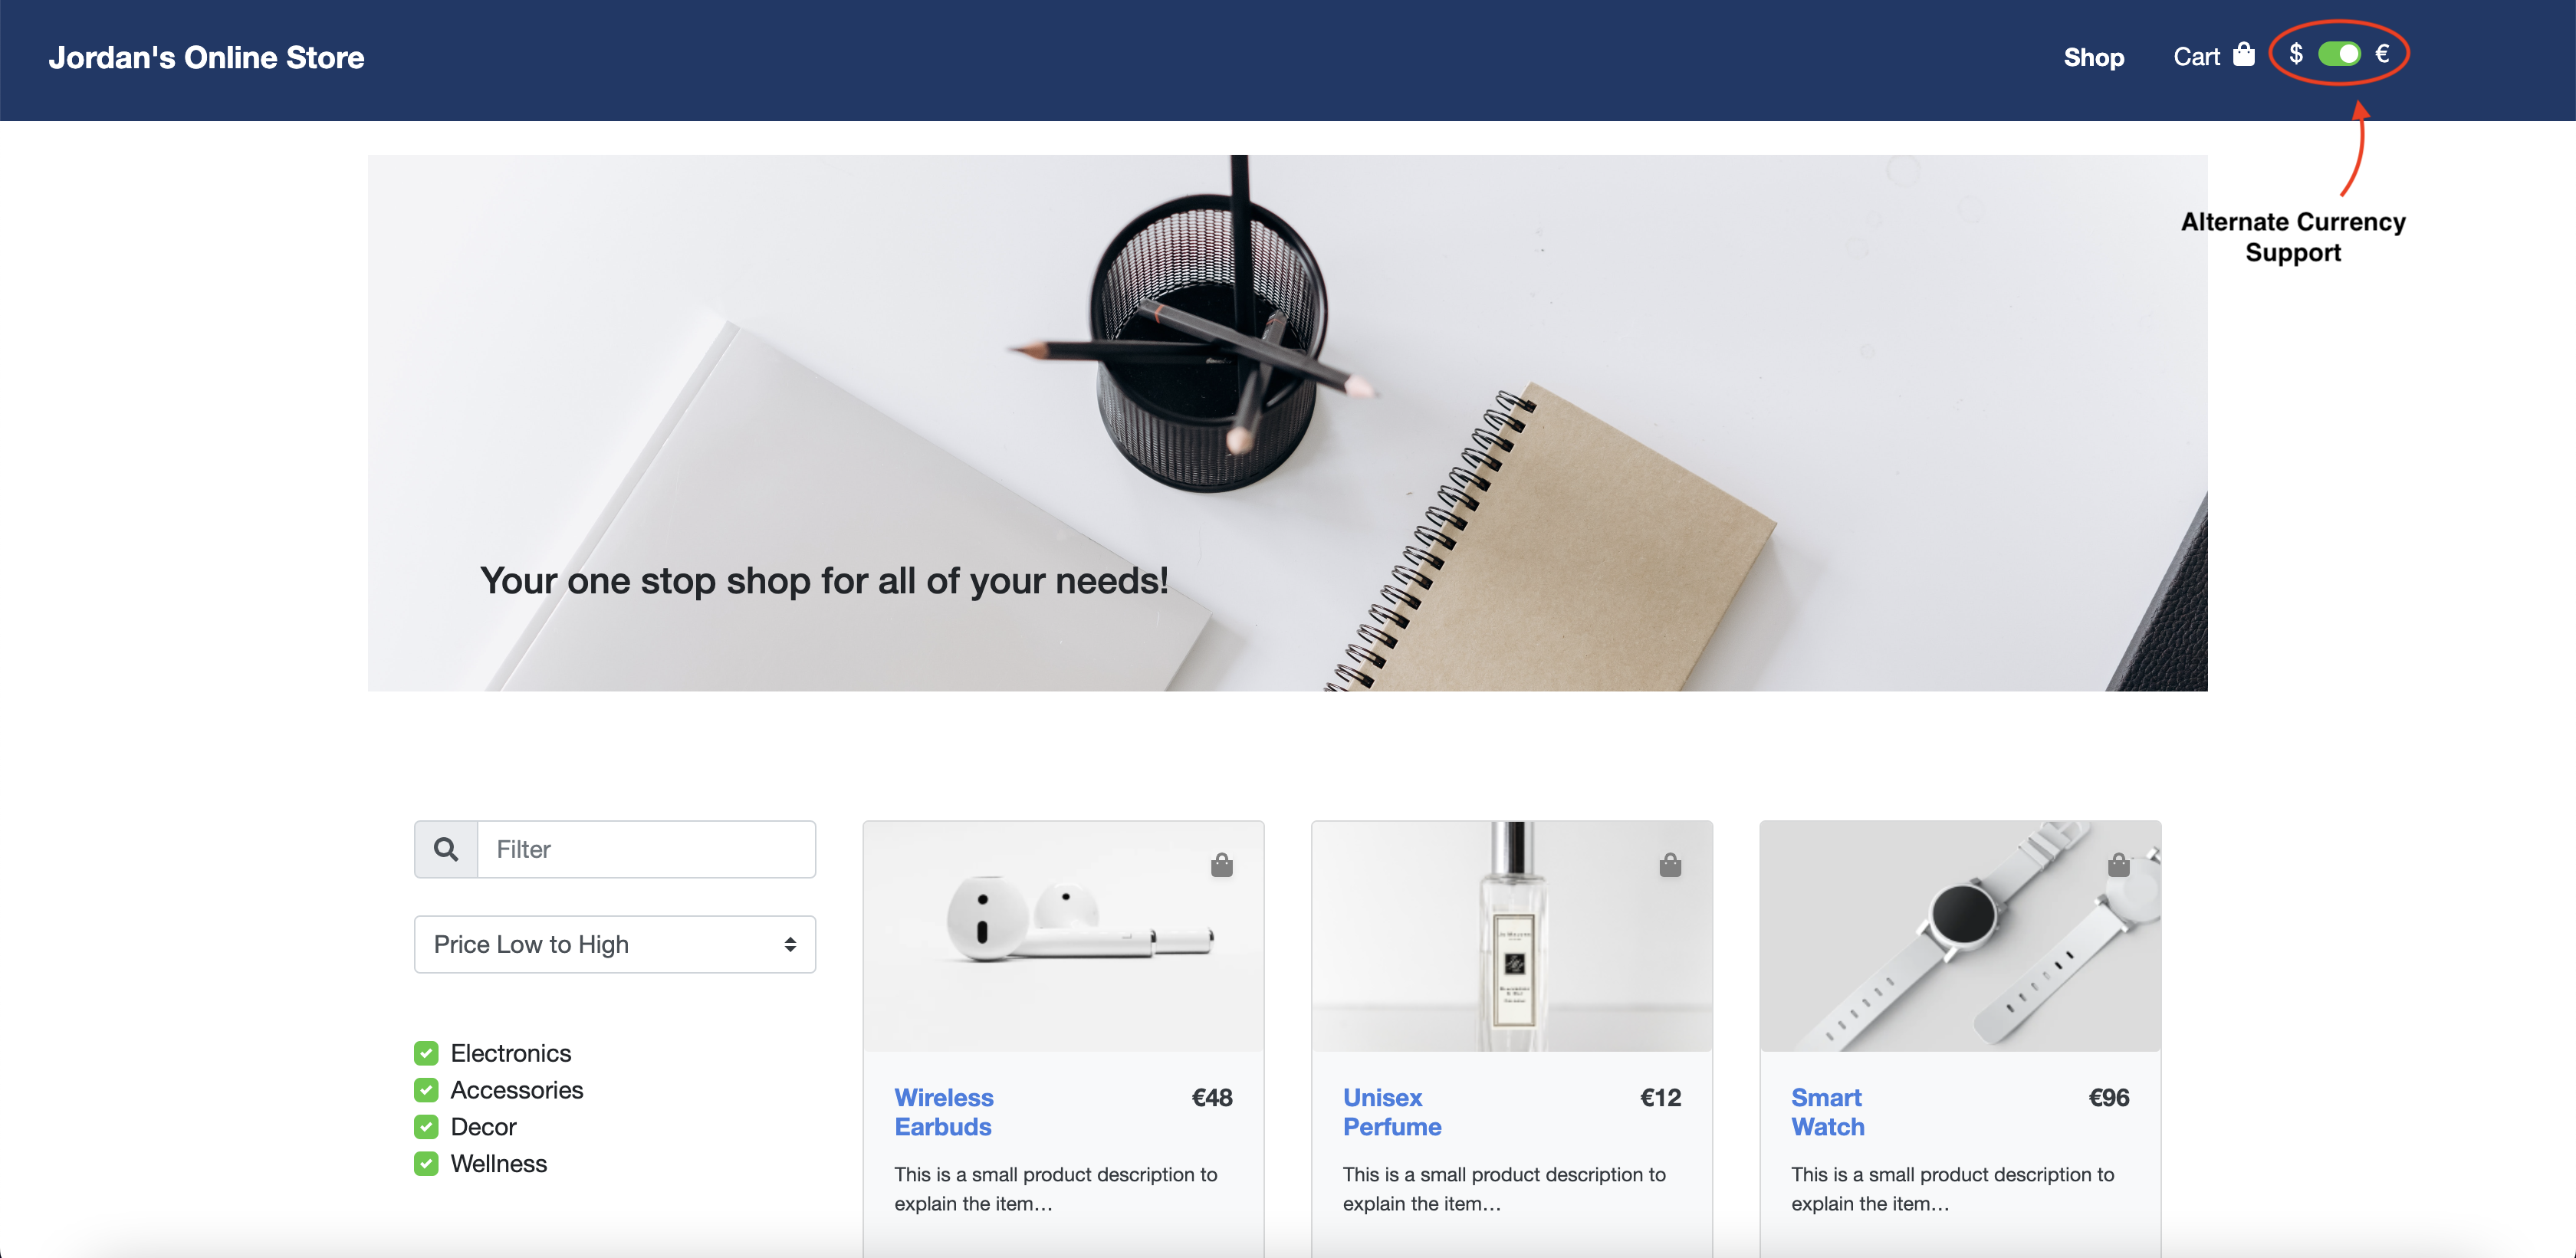 Jordan's Online Store
Shop
Cart
$ €
Alternate Currency
Support
Your one stop shop for all of your needs!
Filter
Price Low to High
Electronics
Accessories
Decor
Wellness
Wireless
Earbuds
€48
This is a small product description to
explain the item...
Unisex
Perfume
€12
This is a small product description to
explain the item...
Smart
Watch
€96
This is a small product description to
explain the item...